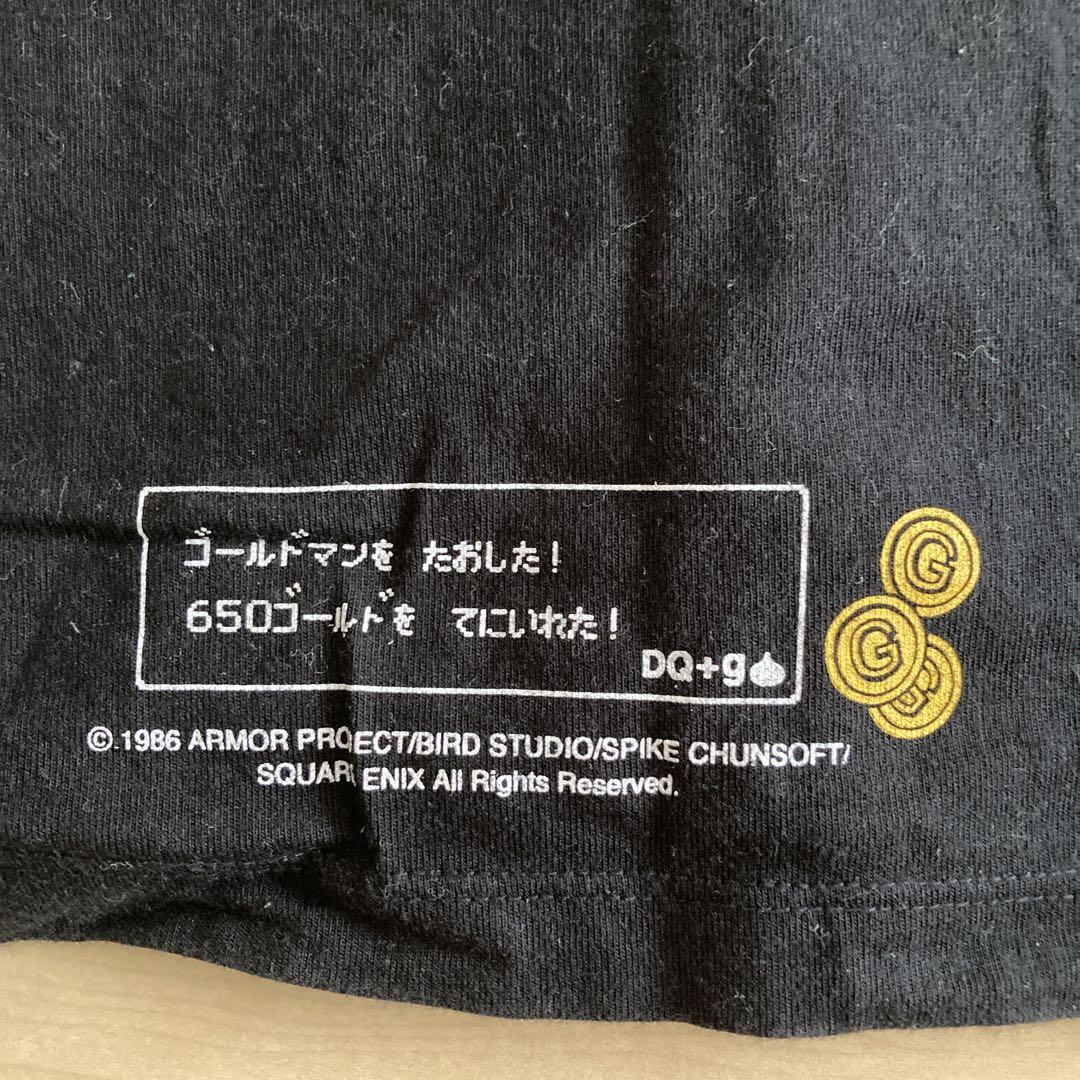 ゴールドマンを たおした!
650ゴールドを てにいれた!
DQ+g
©1986 ARMOR PROJECT/BIRD STUDIO/SPIKE CHUNSOFT/
SQUARE ENIX All Rights Reserved.
G
G
G